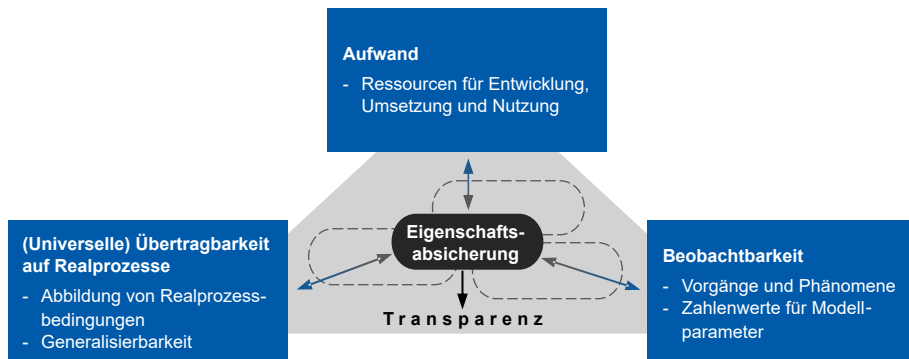 Aufwand
- Ressourcen für Entwicklung,
Umsetzung und Nutzung
(Universelle) Übertragbarkeit
auf Realprozesse
- Abbildung von Realprozess-
bedingungen
- Generalisierbarkeit
Eigenschafts-
absicherung
Transparenz
Beobachtbarkeit
- Vorgänge und Phänomene
- Zahlenwerte für Modell-
parameter